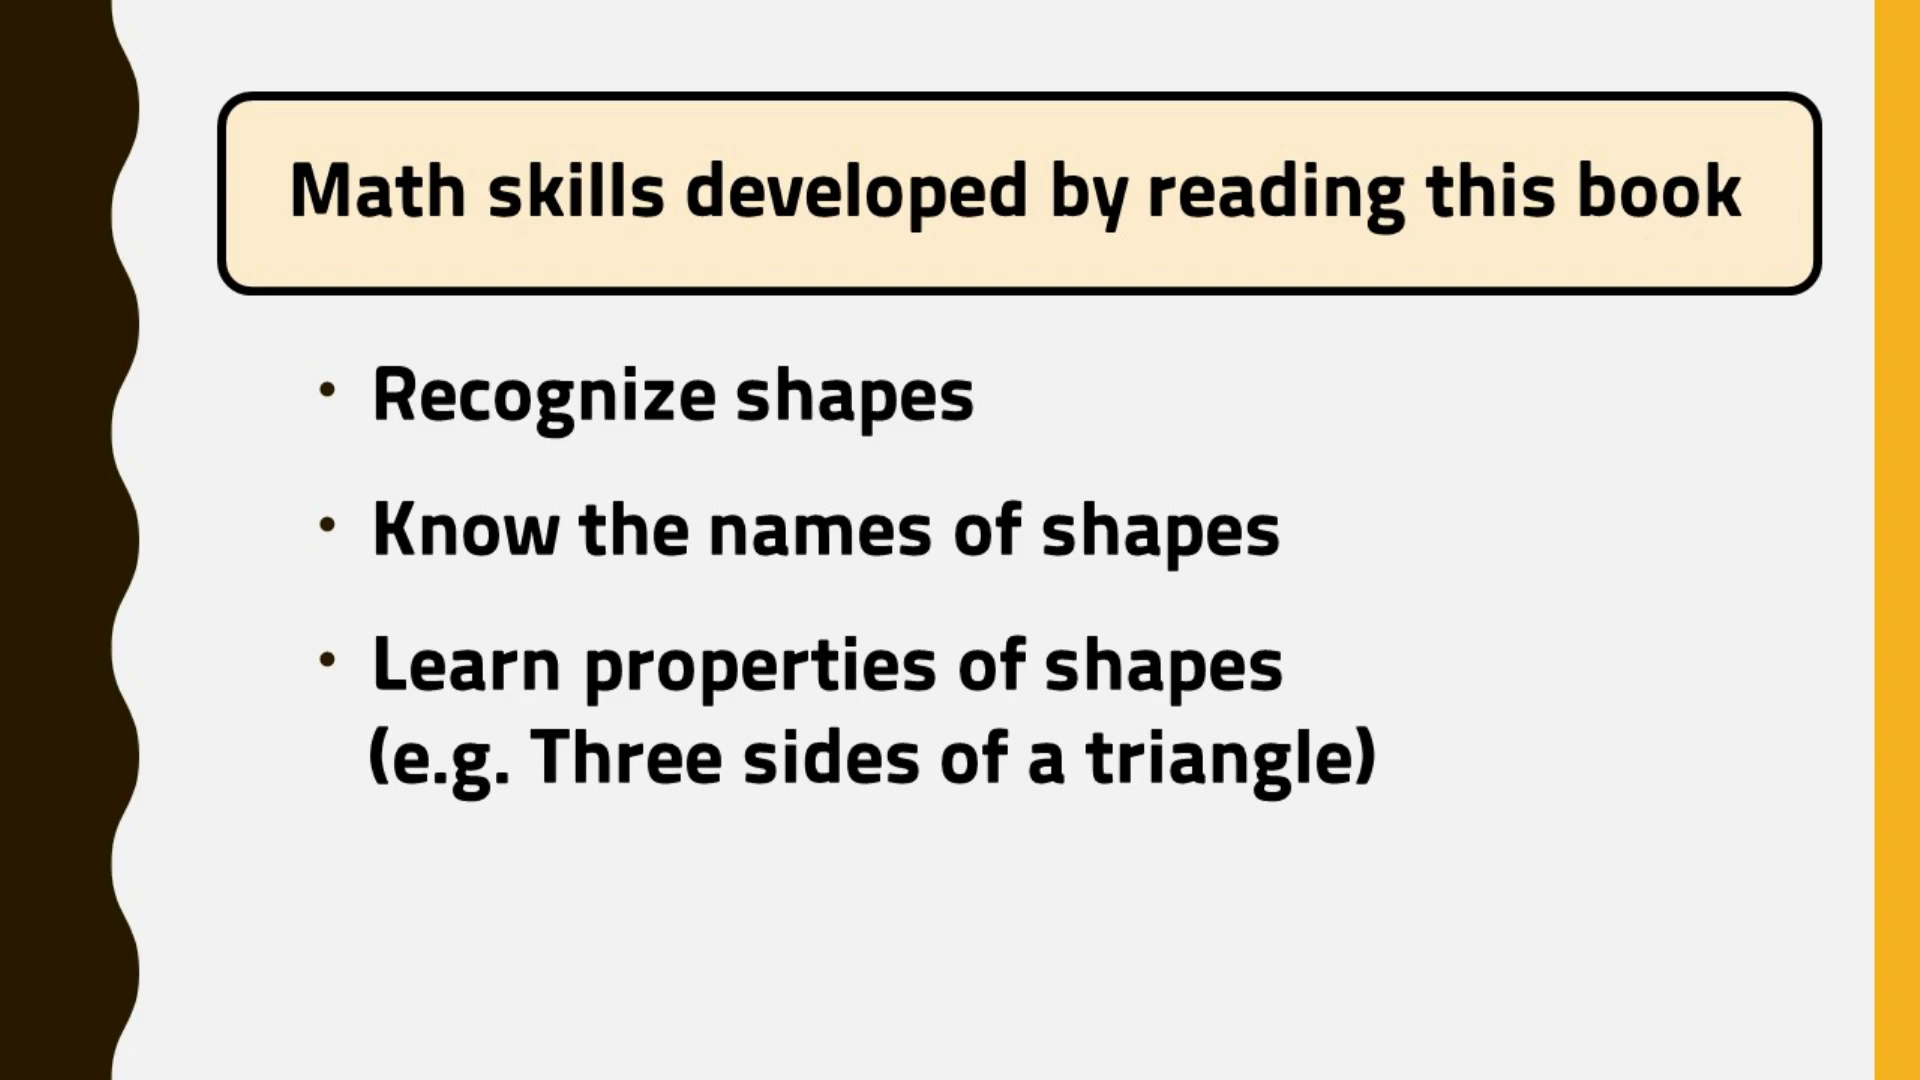 Math skills developed by reading this book
• Recognize shapes
• Know the names of shapes
• Learn properties of shapes
(e.g. Three sides of a triangle)